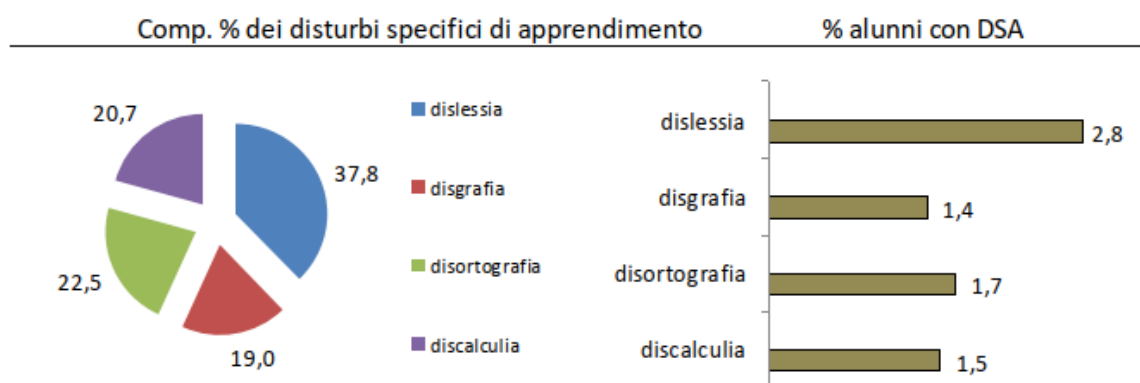 Comp. % dei disturbi specifici di apprendimento
% alunni con DSA
20,7
37,8
22,5
19,0
dislessia
disgrafia
disortografia
discalculia
dislessia
2,8
disgrafia
1,4
disortografia
1,7
discalculia
1,5